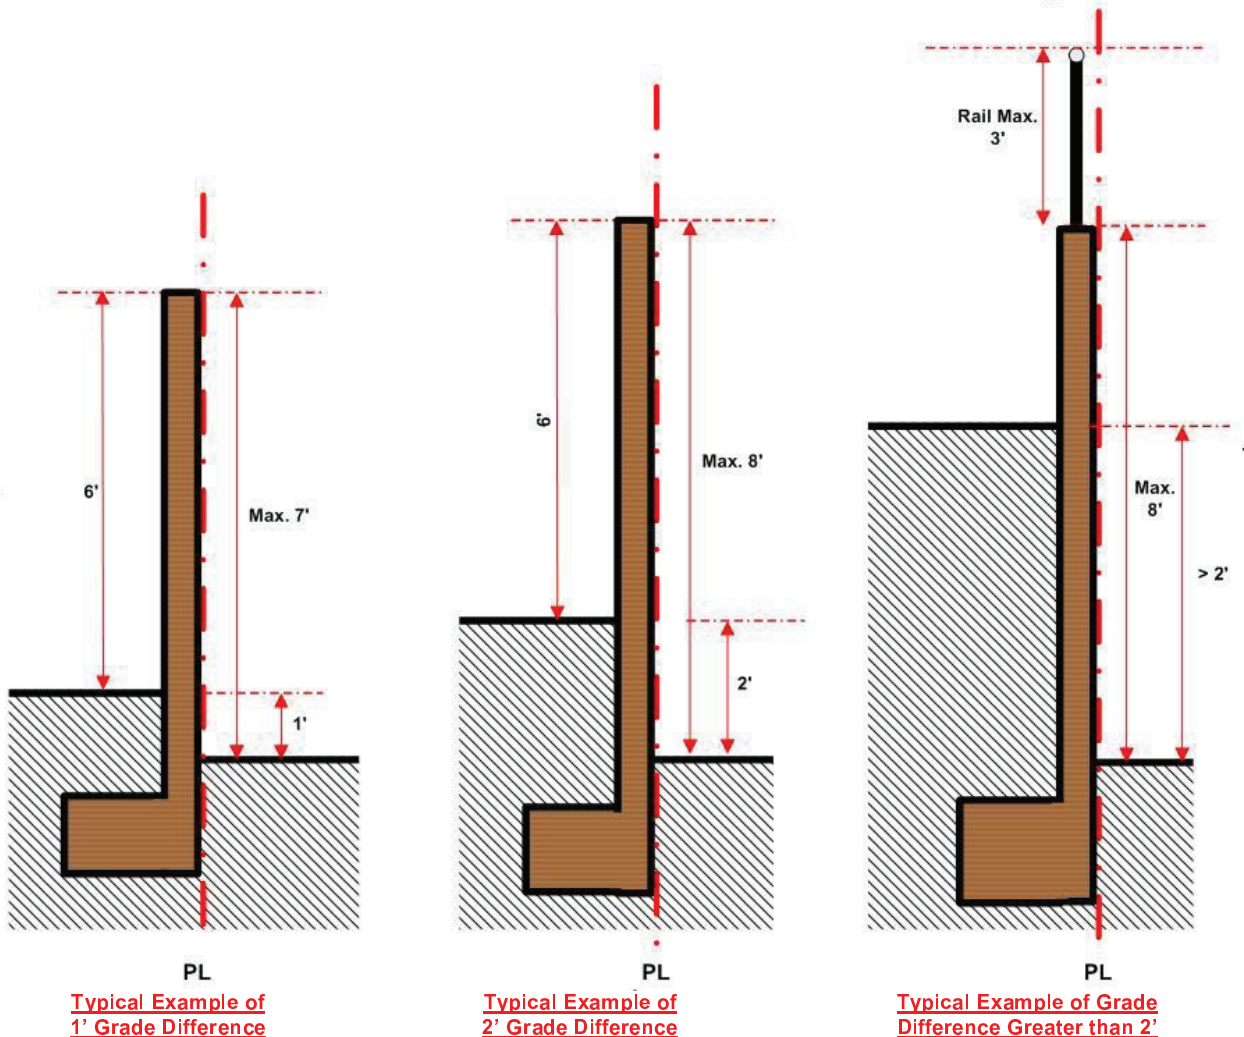 6'
Max. 7'
1'
PL
Typical Example of
1’ Grade Difference
6'
Max. 8'
2'
PL
Typical Example of
2’ Grade Difference
Rail Max.
3'
Max.
8'
> 2'
PL
Typical Example of Grade
Difference Greater than 2’